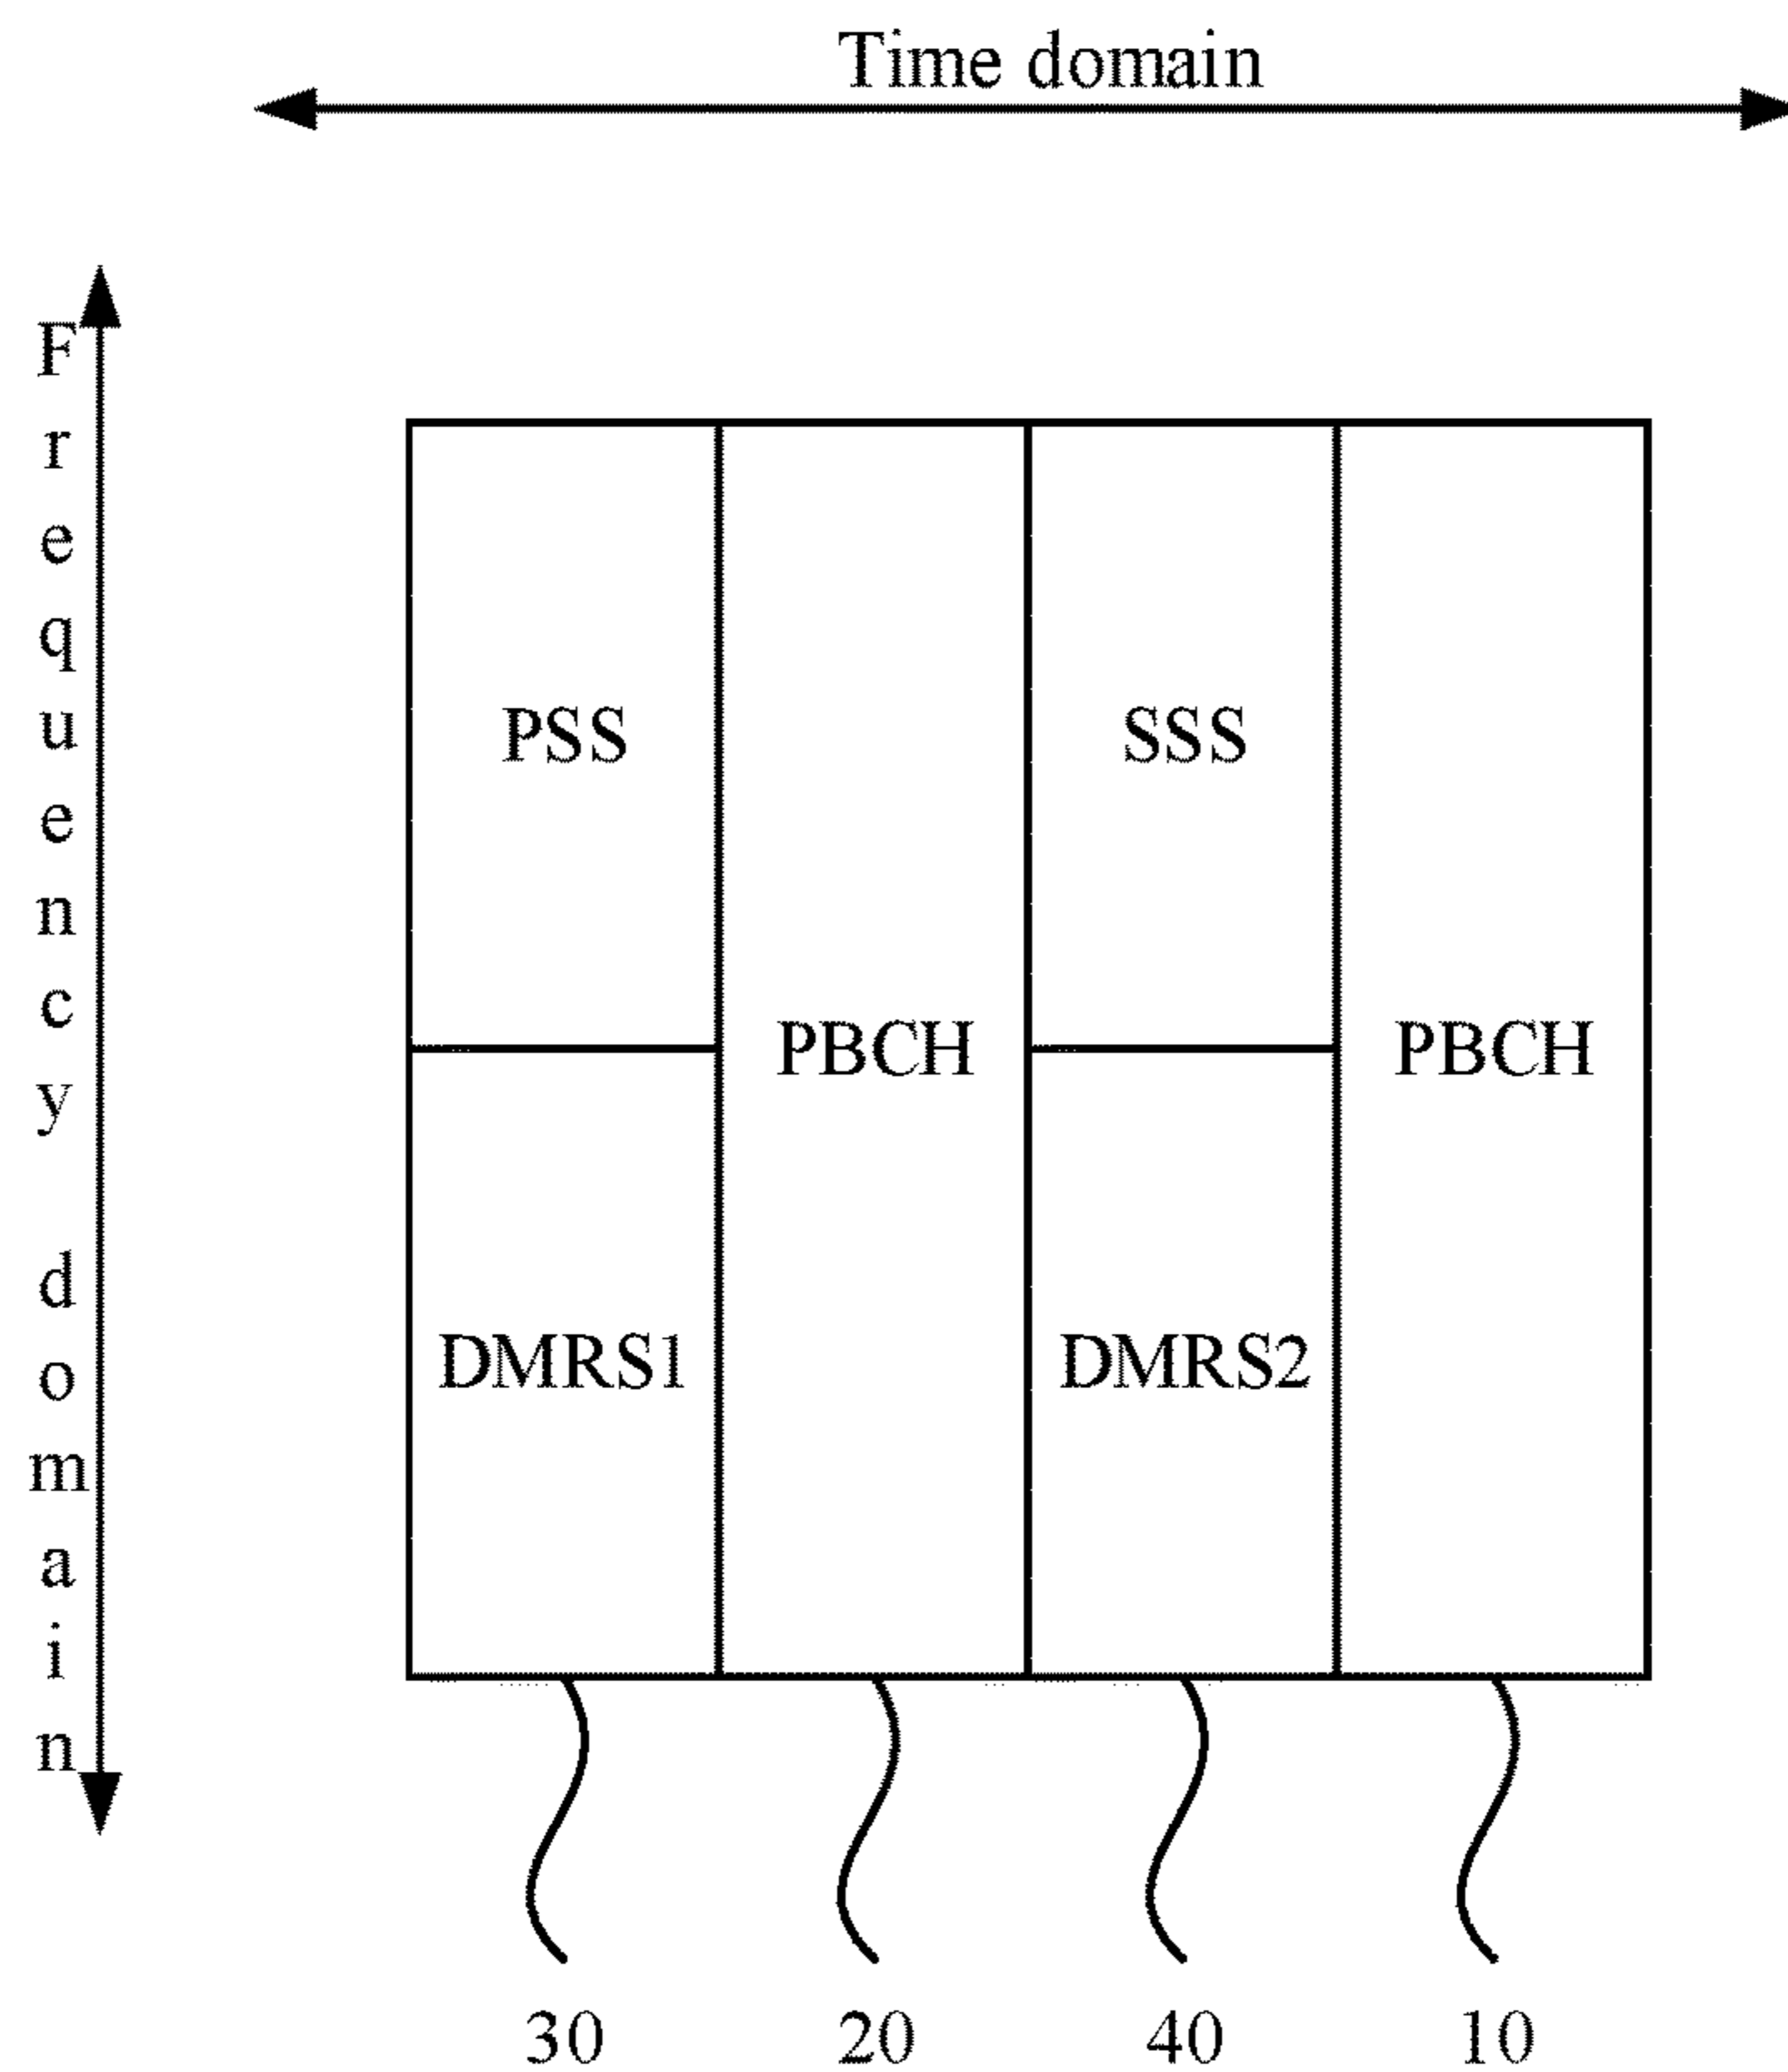 Time domain
Frequency domain
PSS
SSS
PBCH
PBCH
DMRS1
DMRS2
30
20
40
10